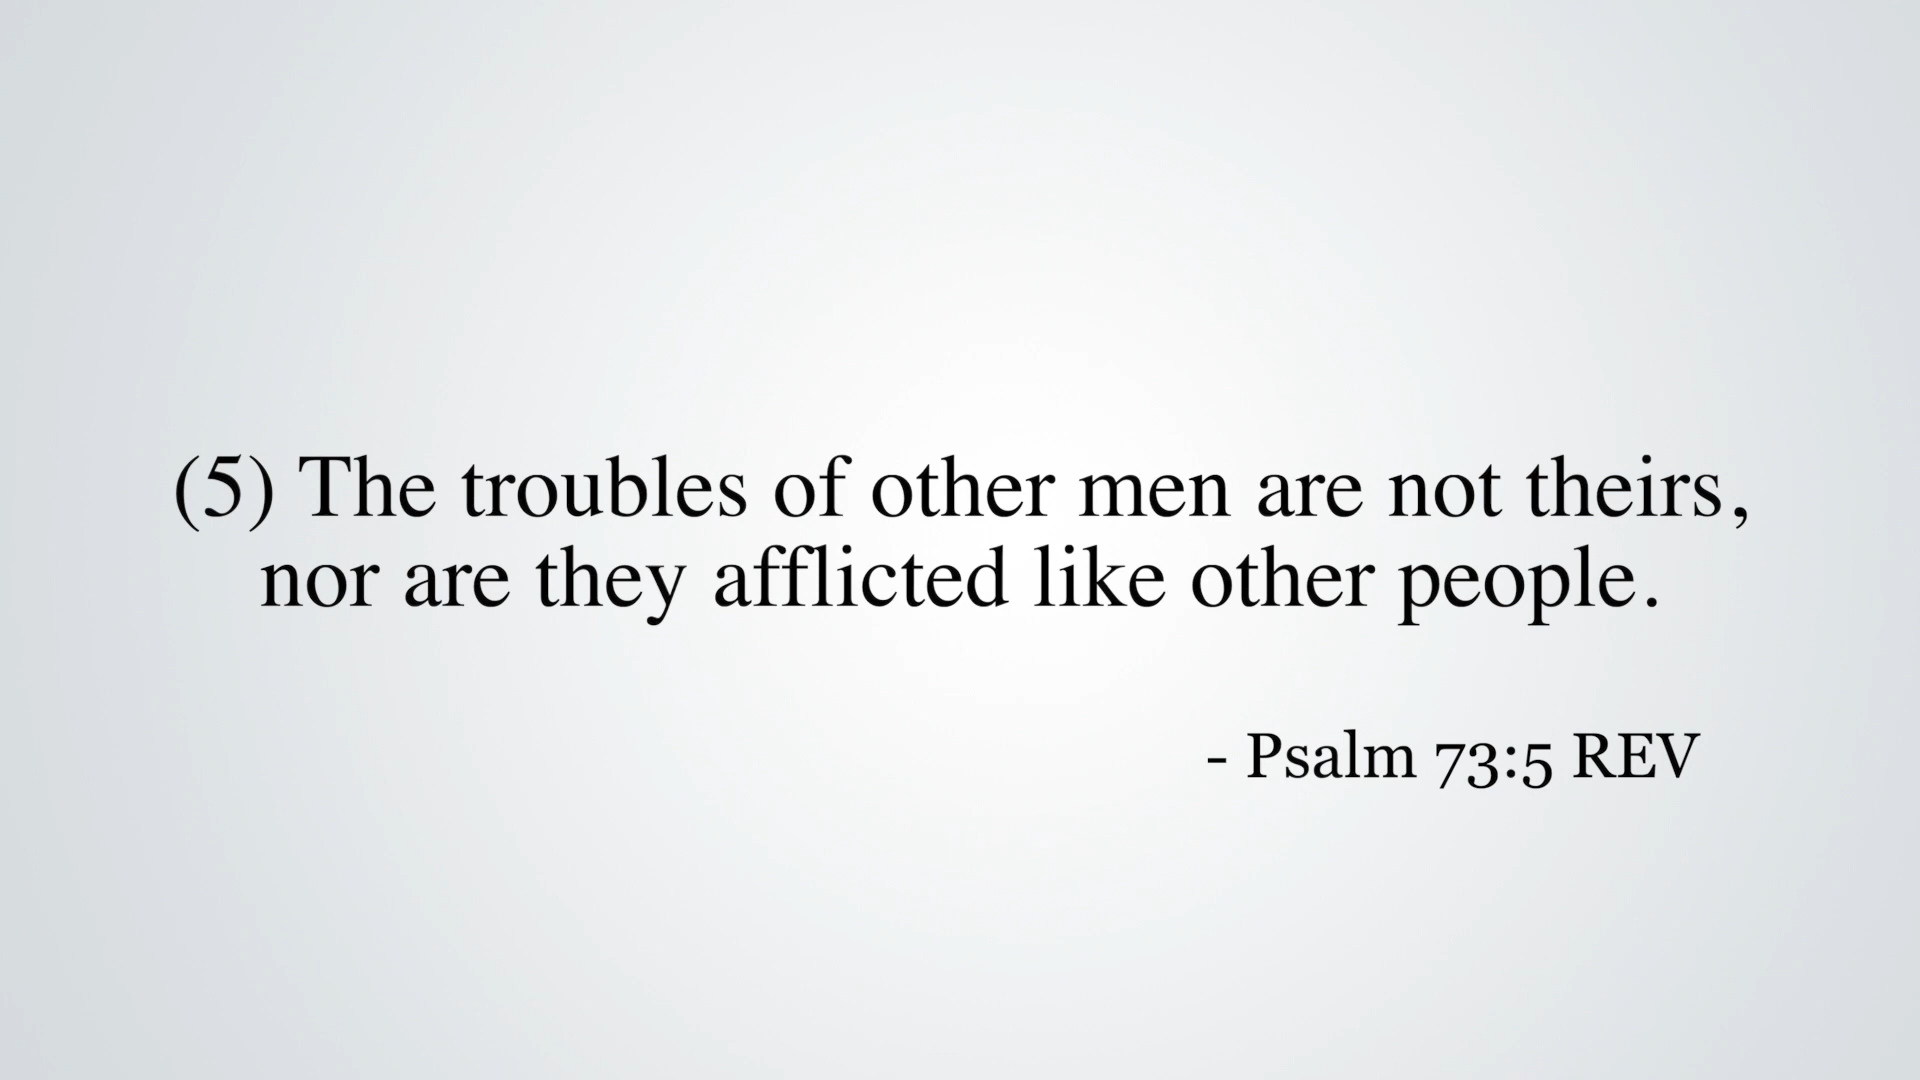 (5) The troubles of other men are not theirs,
nor are they afflicted like other people.
- Psalm 73:5 REV